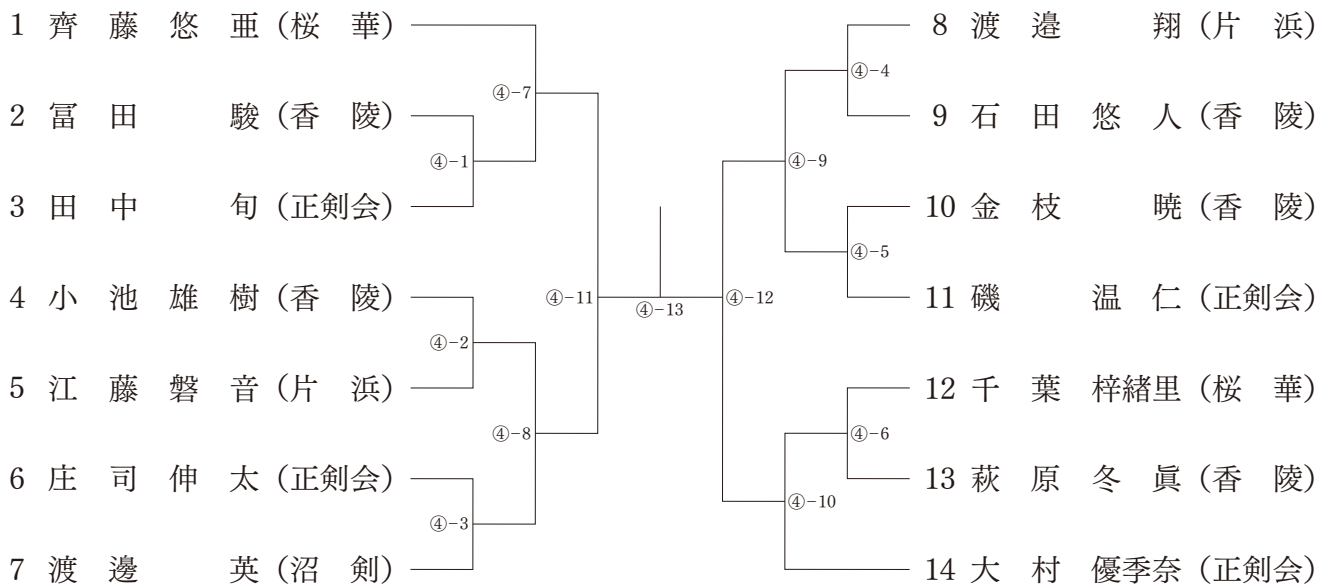 1 齊藤悠亜（桜華）
2 冨田駿（香陵）
3 田中旬（正剣会）
4 小池雄樹（香陵）
5 江藤磐音（片浜）
6 庄司伸太（正剣会）
7 渡邊英（沼剣）
④-7
④-1
④-2
④-8
④-3
④-11
④-13
④-12
④-4
④-9
④-5
④-6
④-10
8 渡邉翔（片浜）
9 石田悠人（香陵）
10 金枝暁（香陵）
11 磯温仁（正剣会）
12 千葉梓緒里（桜華）
13 萩原冬眞（香陵）
14 大村優季奈（正剣会）